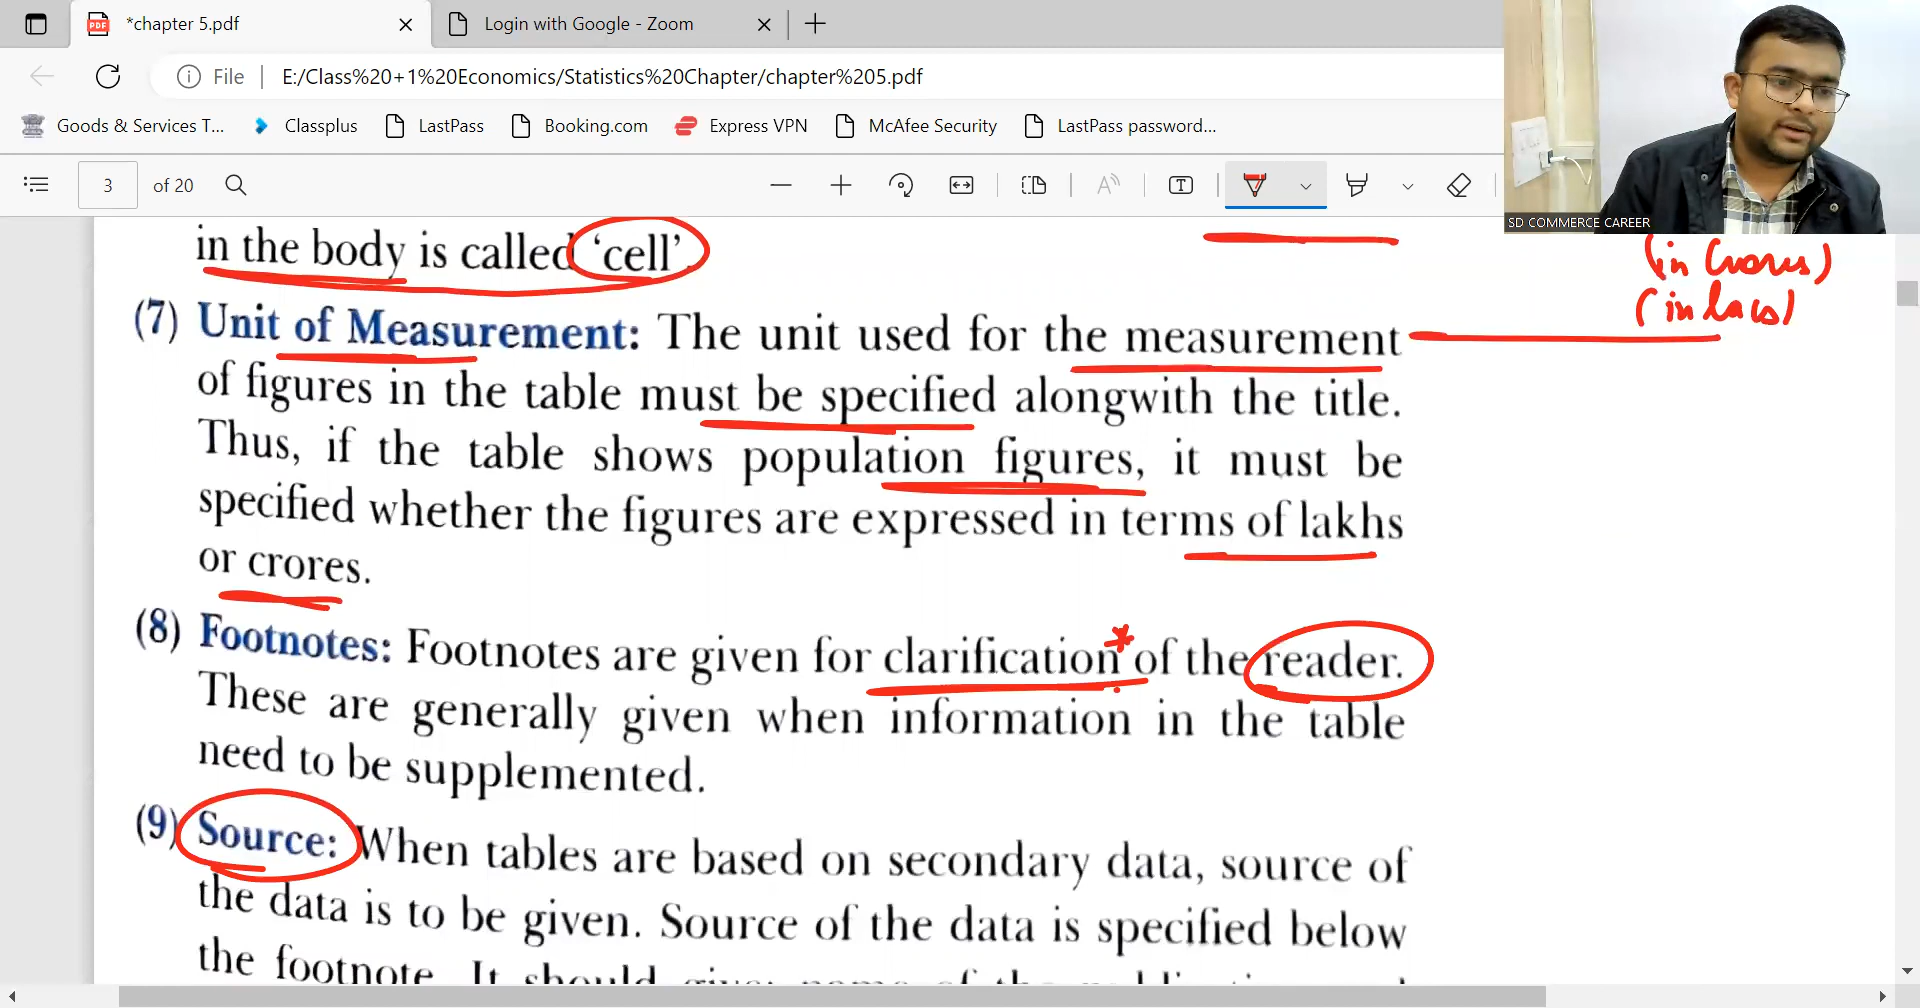 *chapter 5.pdf
Login with Google - Zoom
File
E:/Class%20+1%20Economics/Statistics%20Chapter/chapter%205.pdf
Goods & Services T...
Classplus
LastPass
Booking.com
Express VPN
McAfee Security
LastPass password...
3 of 20
SD COMMERCE CAREER
in the body is called ‘cell’.
(in Crores)
(in lacs)
(7) Unit of Measurement: The unit used for the measurement
of figures in the table must be specified alongwith the title.
Thus, if the table shows population figures, it must be
specified whether the figures are expressed in terms of lakhs
or crores.
(8) Footnotes: Footnotes are given for clarification* of the reader.
These are generally given when information in the table
need to be supplemented.
(9) Source: When tables are based on secondary data, source of
the data is to be given. Source of the data is specified below
the footnote. It should give: name of the